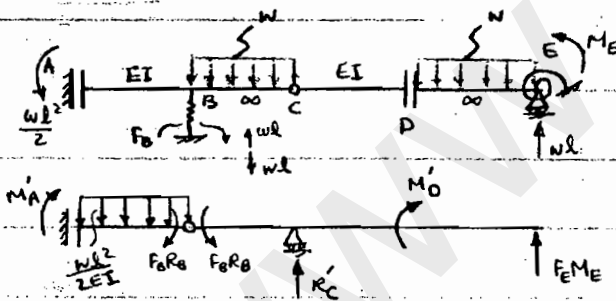 W N
A EI B ∞ C EI D ∞ E M_E
wl²/2 F_B wl wl wl
M'_A M'_D
wl²/2EI F_B R_B F_B R_B R'_C F_E M_E